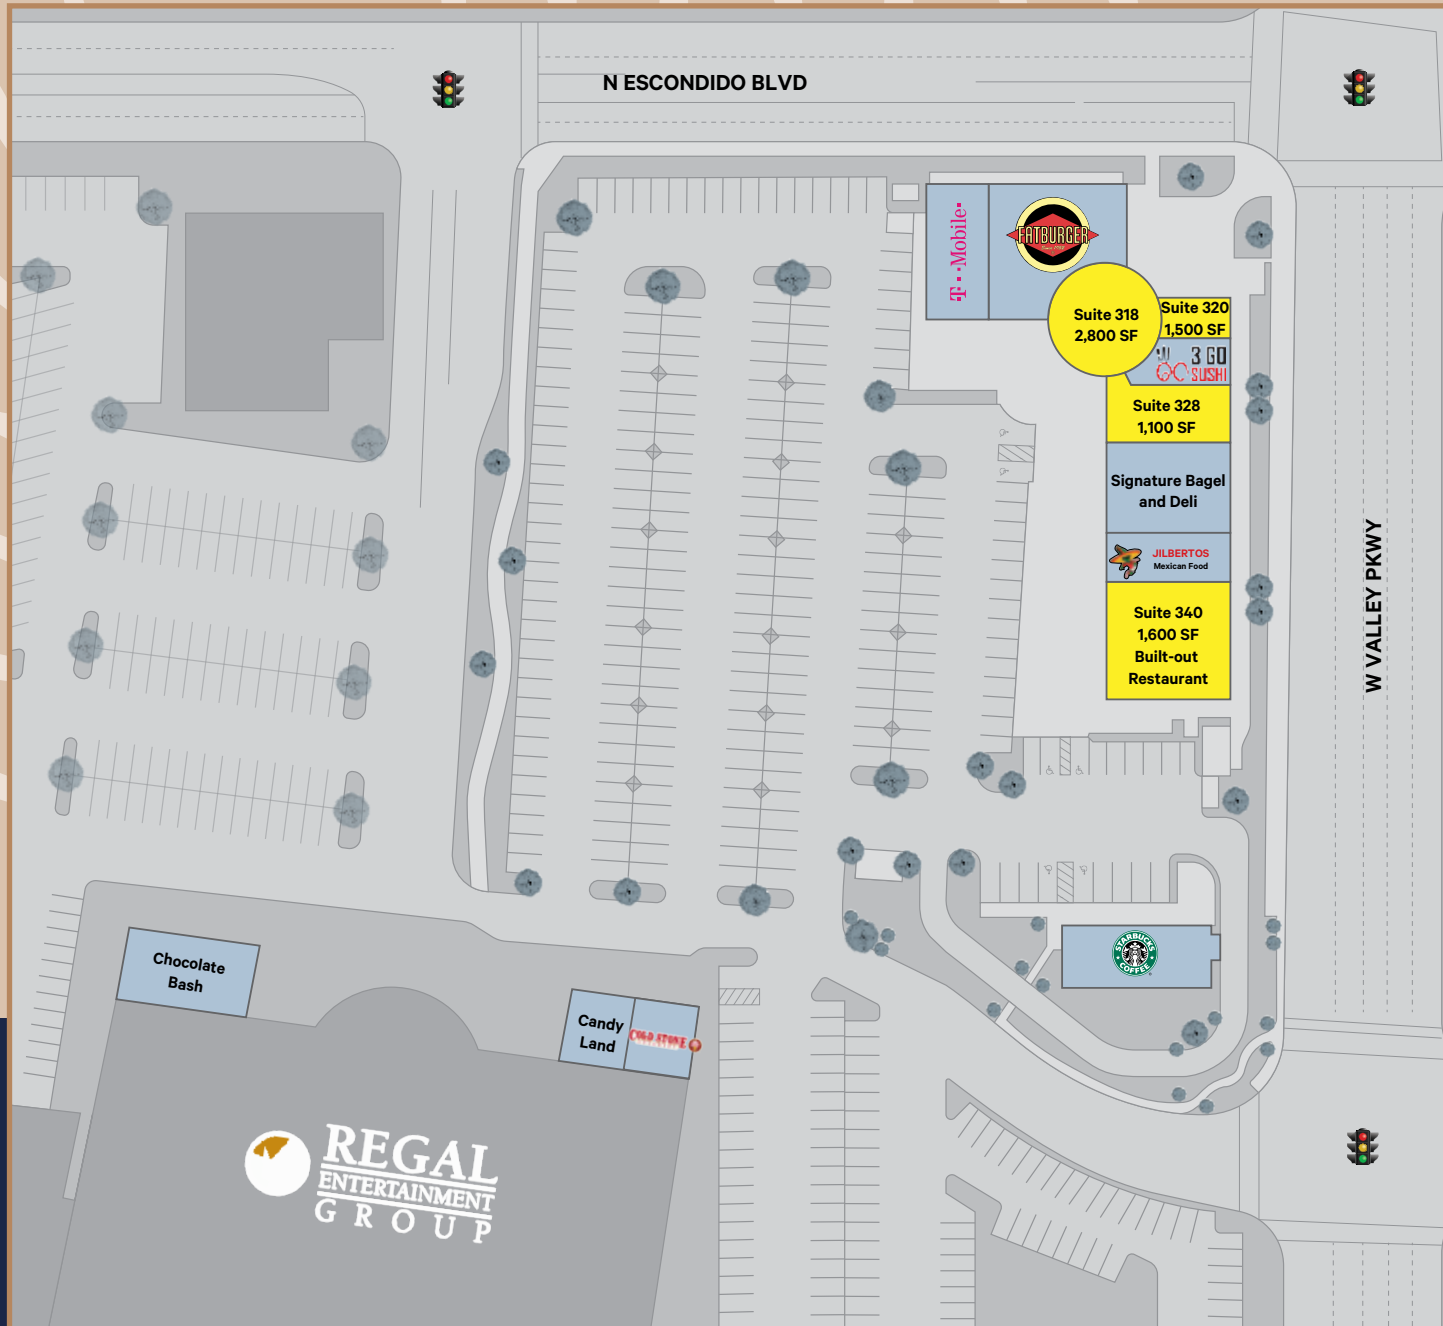 N ESCONDIDO BLVD
T··Mobile·
FATBURGER
Suite 318
2,800 SF
Suite 320
1,500 SF
3 GO
SUSHI
Suite 328
1,100 SF
Signature Bagel
and Deli
JILBERTOS
Mexican Food
Suite 340
1,600 SF
Built-out
Restaurant
W VALLEY PKWY
STARBUCKS
COFFEE
Chocolate
Bash
Candy
Land
COLD STONE
REGAL
ENTERTAINMENT
GROUP